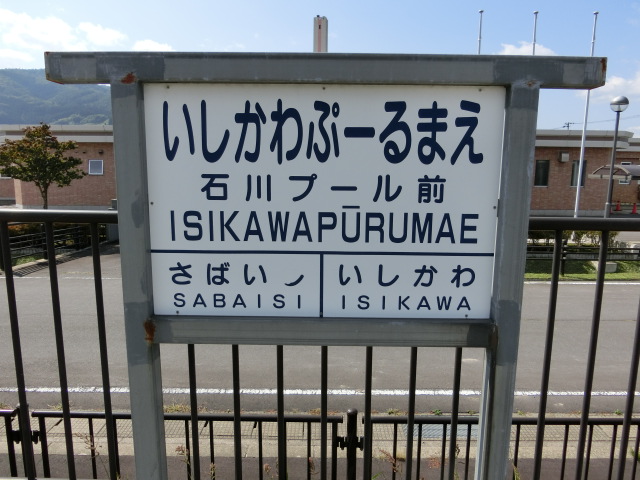 いしかわぷーるまえ
石川プール前
ISIKAWAPŪRUMAE
さばいし
SABAISI
いしかわ
ISIKAWA